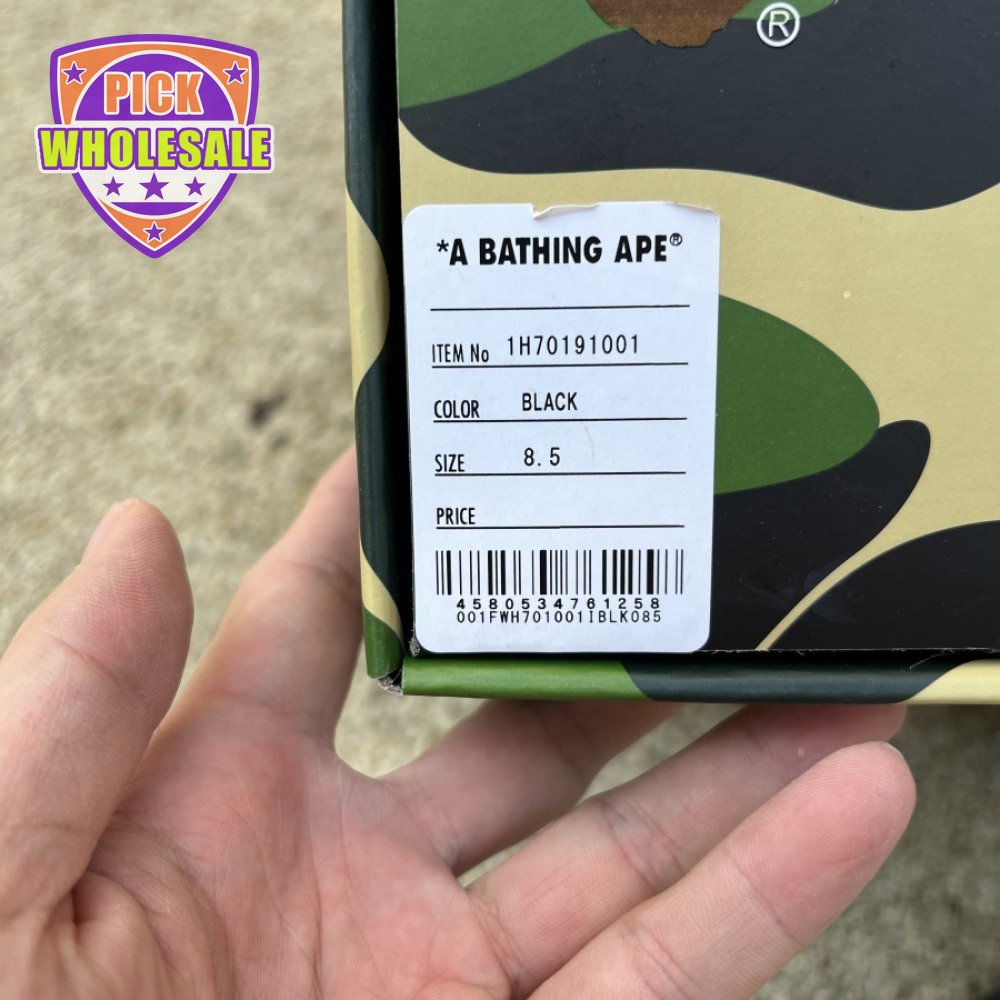 PICK
WHOLESALE
®
*A BATHING APE®
ITEM No 1H70191001
COLOR BLACK
SIZE 8.5
PRICE
4580534761258
001FWH701001IBLK085